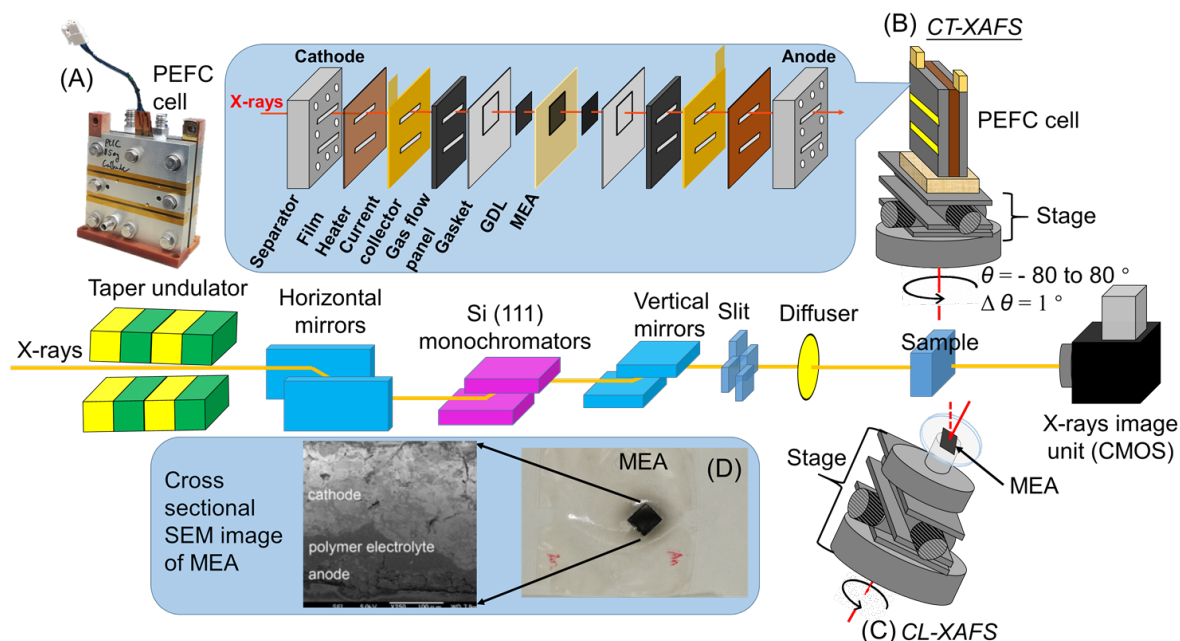 (A)
PEFC
cell
Cathode
Anode
X-rays
Separator
Film
Heater
Current
collector
Gas flow
panel
Gasket
GDL
MEA
(B) CT-XAFS
PEFC cell
Stage
θ = - 80 to 80 °
Δ θ = 1 °
Taper undulator
X-rays
Horizontal
mirrors
Si (111)
monochromators
Vertical
mirrors
Slit
Diffuser
Sample
X-rays image
unit (CMOS)
Stage
MEA
(C) CL-XAFS
Cross
sectional
SEM image
of MEA
cathode
polymer electrolyte
anode
MEA
(D)
An
An